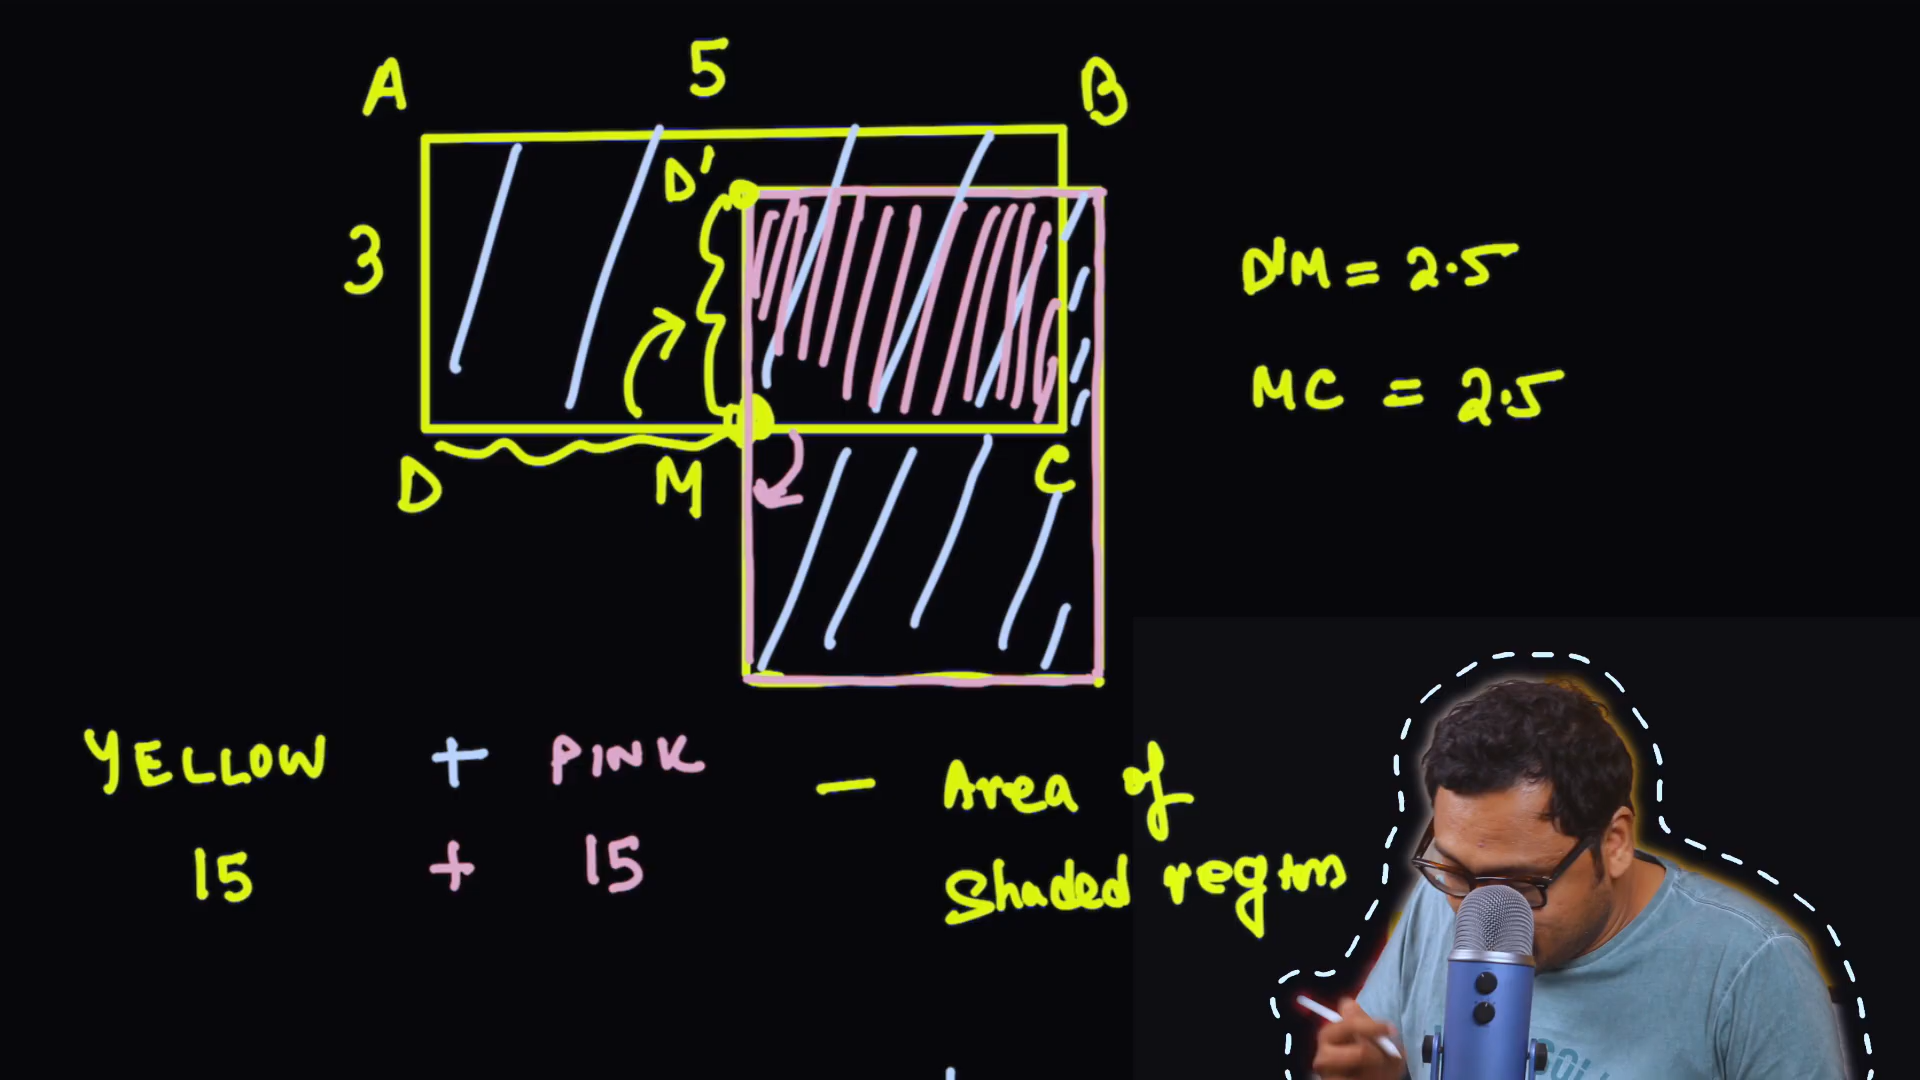 5
A
B
D'
3
D'M = 2.5
MC = 2.5
D
M
C
YELLOW + PINK - Area of
15 + 15 Shaded region